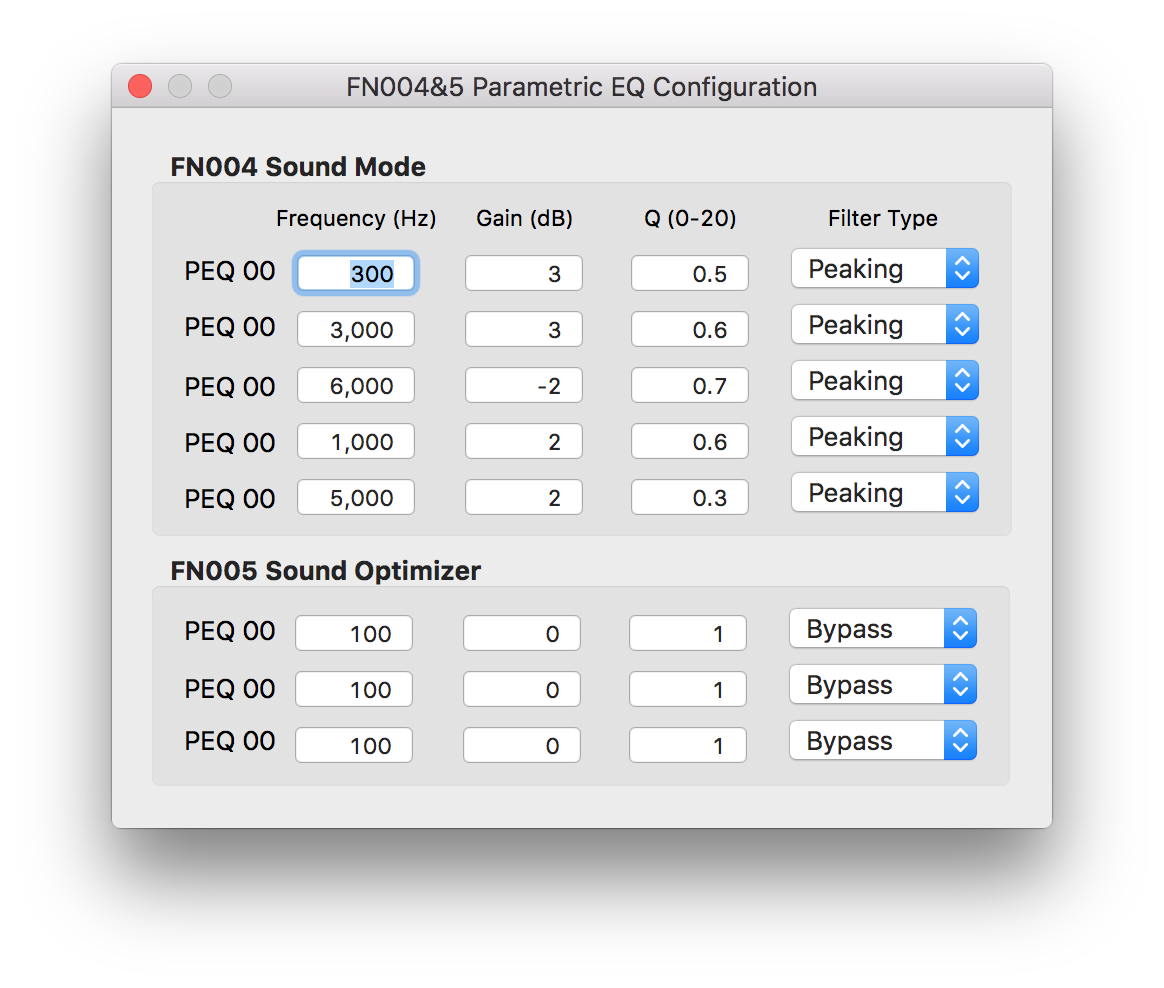 FN004&5 Parametric EQ Configuration
FN004 Sound Mode
Frequency (Hz) Gain (dB) Q (0-20) Filter Type
PEQ 00 300 3 0.5 Peaking
PEQ 00 3,000 3 0.6 Peaking
PEQ 00 6,000 -2 0.7 Peaking
PEQ 00 1,000 2 0.6 Peaking
PEQ 00 5,000 2 0.3 Peaking
FN005 Sound Optimizer
PEQ 00 100 0 1 Bypass
PEQ 00 100 0 1 Bypass
PEQ 00 100 0 1 Bypass